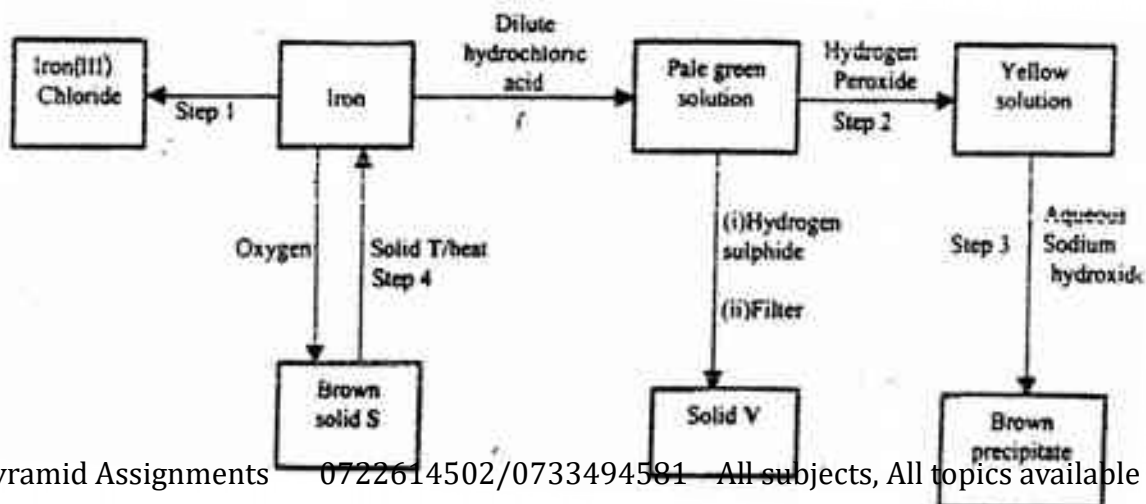 Iron(III)
Chloride
Step 1
Iron
Dilute
hydrochloric
acid
Pale green
solution
Hydrogen
Peroxide
Step 2
Yellow
solution
Oxygen
Solid T/heat
Step 4
(i)Hydrogen
sulphide
(ii)Filter
Step 3
Aqueous
Sodium
hydroxide
Brown
solid S
Solid V
Brown
precipitate
yramid Assignments 0722614502/0733494581 All subjects, All topics available